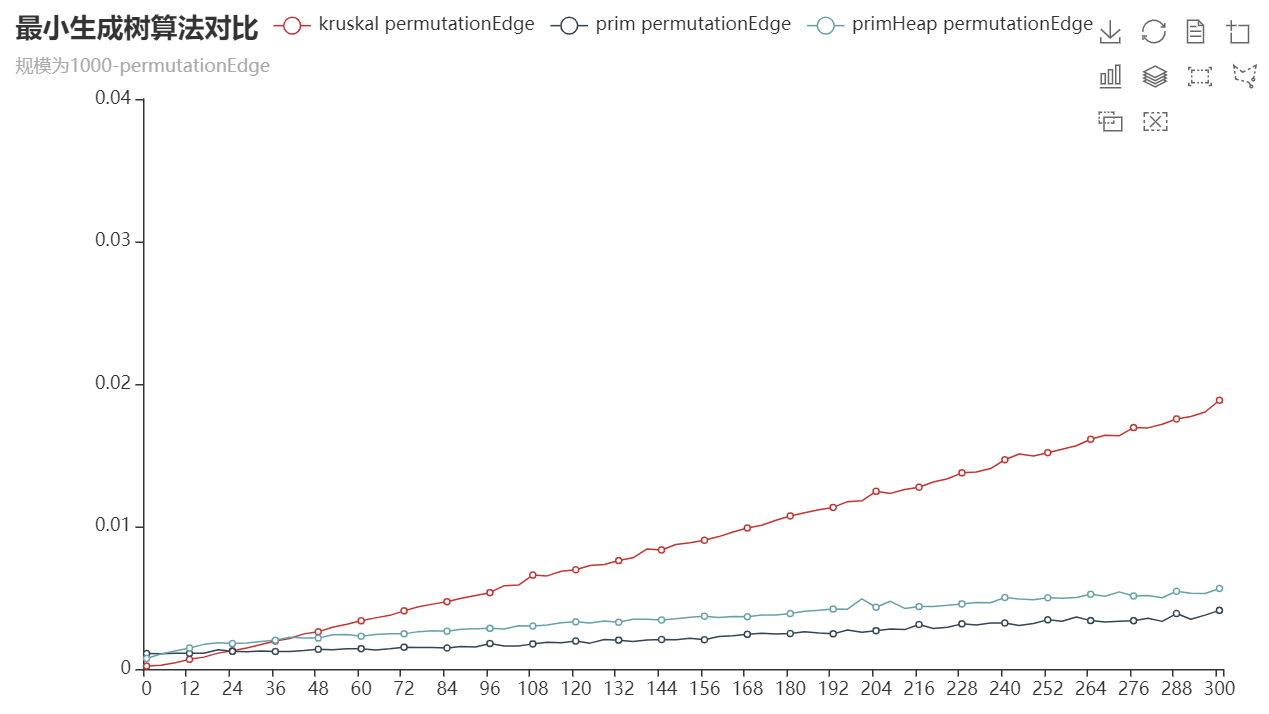 最小生成树算法对比
kruskal permutationEdge
prim permutationEdge
primHeap permutationEdge
规模为1000-permutationEdge
0.04
0.03
0.02
0.01
0
0 12 24 36 48 60 72 84 96 108 120 132 144 156 168 180 192 204 216 228 240 252 264 276 288 300